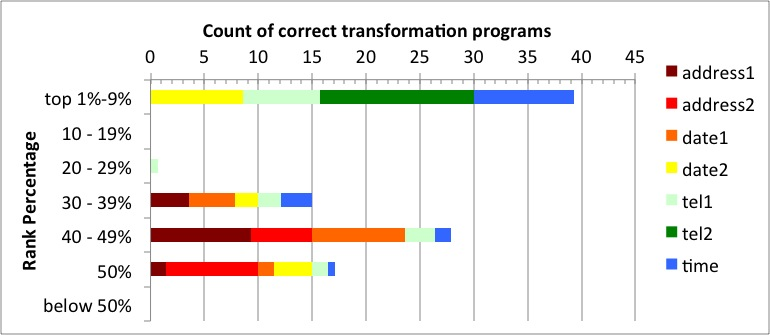 Count of correct transformation programs
0 5 10 15 20 25 30 35 40 45
Rank Percentage
top 1%-9%
10 - 19%
20 - 29%
30 - 39%
40 - 49%
50%
below 50%
address1
address2
date1
date2
tel1
tel2
time